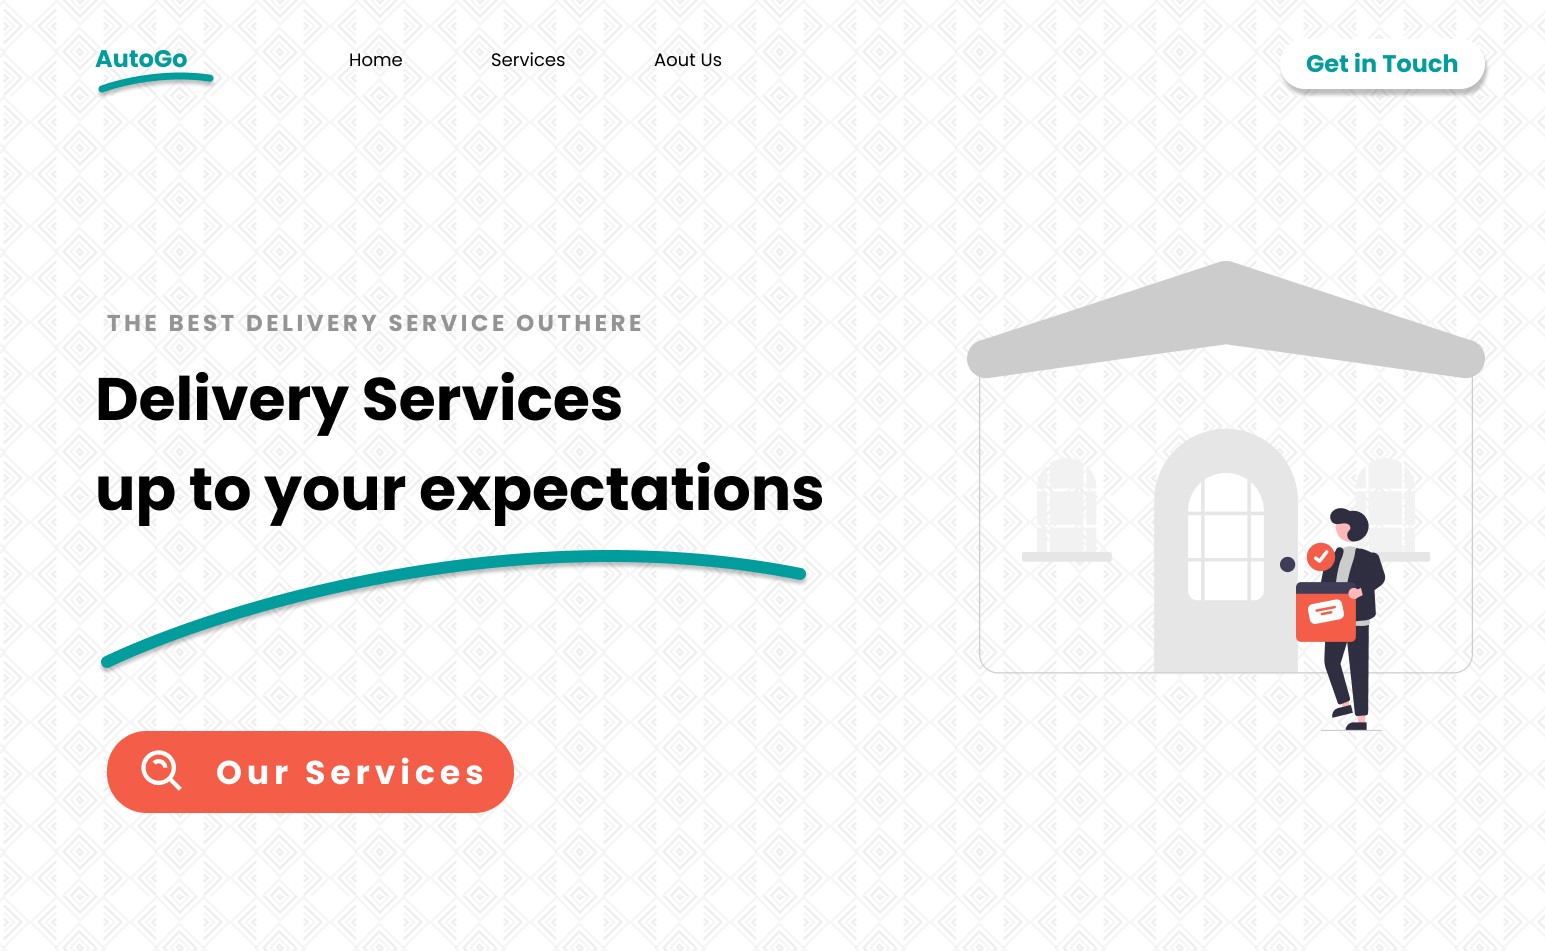 AutoGo
Home
Services
Aout Us
Get in Touch
THE BEST DELIVERY SERVICE OUTHERE
Delivery Services
up to your expectations
Our Services